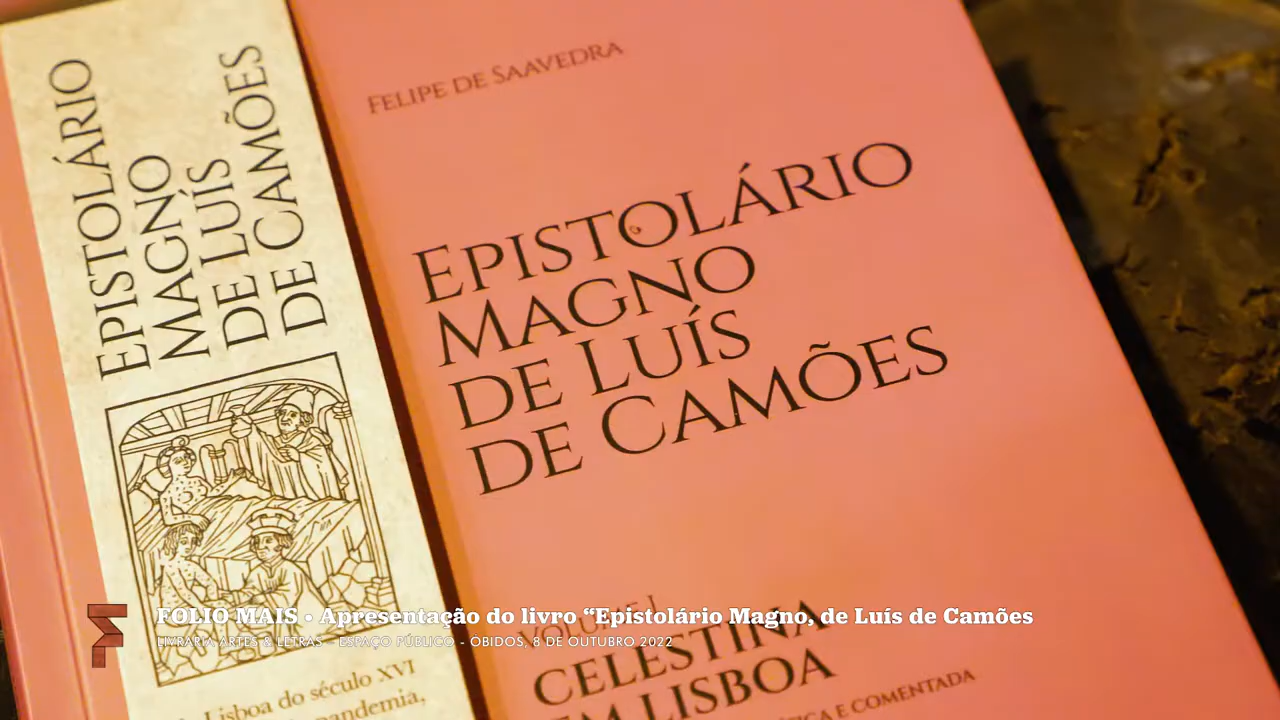 EPISTOLÁRIO
MAGNO
DE LUÍS
DE CAMÕES
Lisboa do século XVI
pandemia,
FELIPE DE SAAVEDRA
EPISTOLÁRIO
MAGNO
DE LUÍS
DE CAMÕES
VOLUME I
CELESTINA
EM LISBOA
E COMENTADA
FOLIO MAIS • Apresentação do livro “Epistolário Magno, de Luís de Camões
LIVRARIA ARTES & LETRAS - ESPAÇO PÚBLICO - ÓBIDOS, 8 DE OUTUBRO 2022